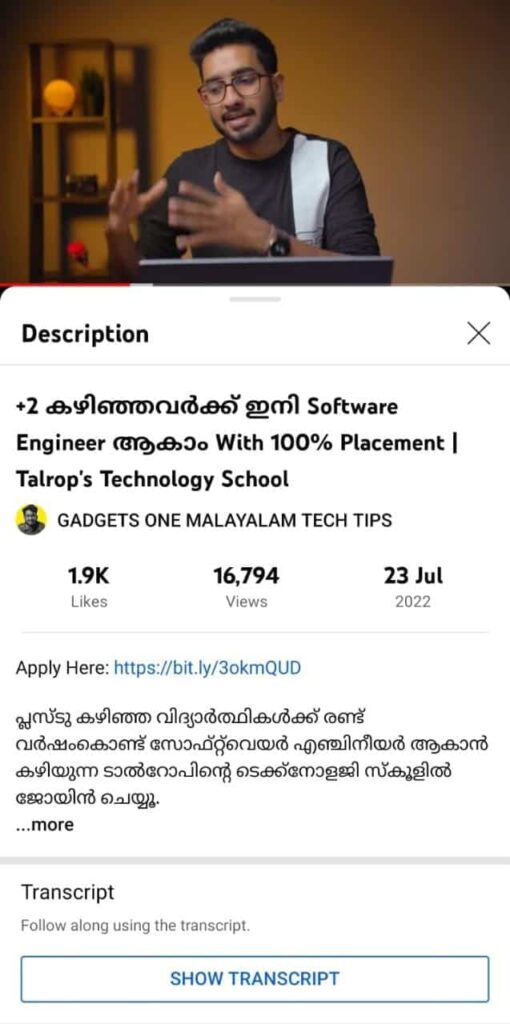 Description
+2 കഴിഞ്ഞവർക്ക് ഇനി Software
Engineer ആകാം With 100% Placement |
Talrop's Technology School
GADGETS ONE MALAYALAM TECH TIPS
1.9K 16,794 23 Jul
Likes Views 2022
Apply Here: https://bit.ly/3okmQUD
പ്ലസ്ടു കഴിഞ്ഞ വിദ്യാർത്ഥികൾക്ക് രണ്ട്
വർഷംകൊണ്ട് സോഫ്റ്റ്‌വെയർ എഞ്ചിനീയർ ആകാൻ
കഴിയുന്ന ടാൽറോപിന്റെ ടെക്ക്നോളജി സ്കൂളിൽ
ജോയിൻ ചെയ്യൂ.
...more
Transcript
Follow along using the transcript.
SHOW TRANSCRIPT